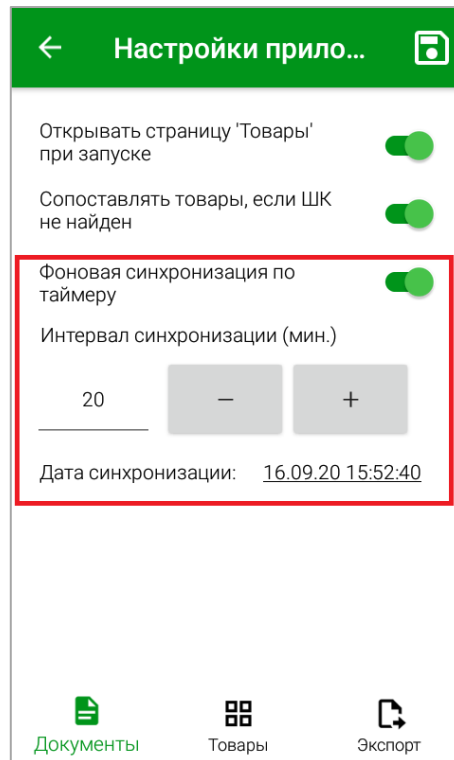 Настройки прило...
Открывать страницу 'Товары'
при запуске
Сопоставлять товары, если ШК
не найден
Фоновая синхронизация по
таймеру
Интервал синхронизации (мин.)
20 − +
Дата синхронизации: 16.09.20 15:52:40
Документы Товары Экспорт